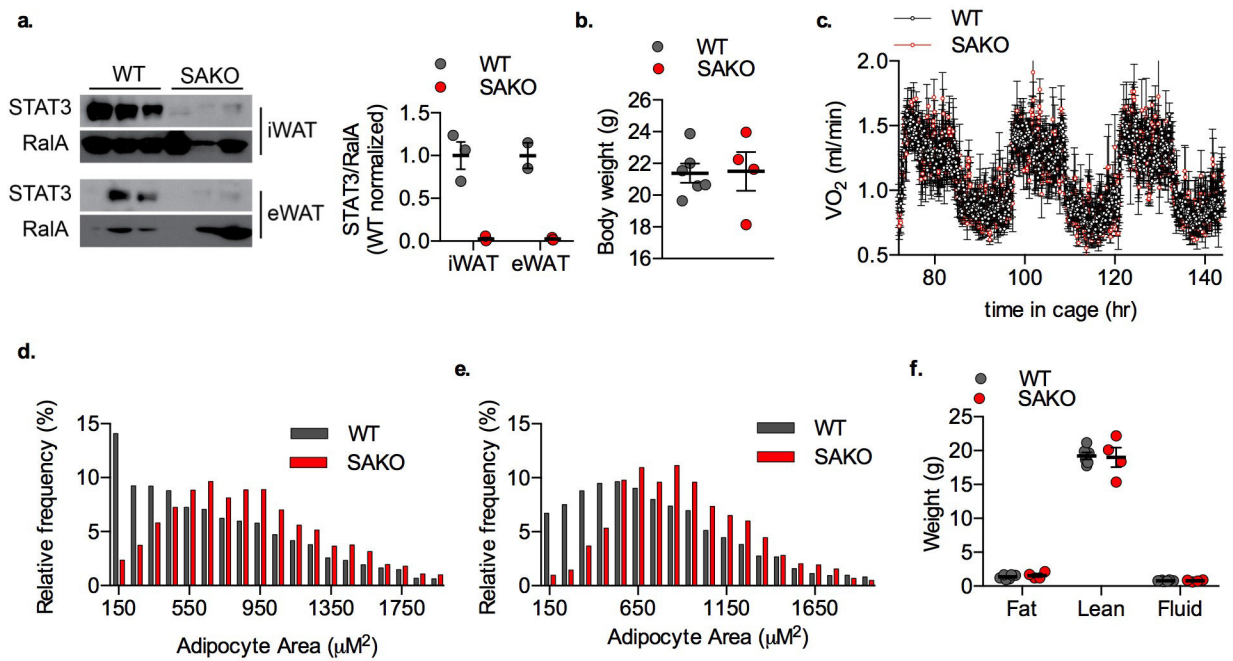 a.
WT SAKO
STAT3
RalA
iWAT
STAT3
RalA
eWAT
WT
SAKO
STAT3/RalA
(WT normalized)
1.5
1.0
0.5
0.0
iWAT eWAT
b.
WT
SAKO
Body weight (g)
26
24
22
20
18
16
c.
WT
SAKO
VO2 (ml/min)
2.0
1.5
1.0
0.5
80 100 120 140
time in cage (hr)
d.
Relative frequency (%)
15
10
5
0
WT
SAKO
150 550 950 1350 1750
Adipocyte Area (μM²)
e.
Relative frequency (%)
15
10
5
0
WT
SAKO
150 650 1150 1650
Adipocyte Area (μM²)
f.
WT
SAKO
Weight (g)
25
20
15
10
5
0
Fat Lean Fluid